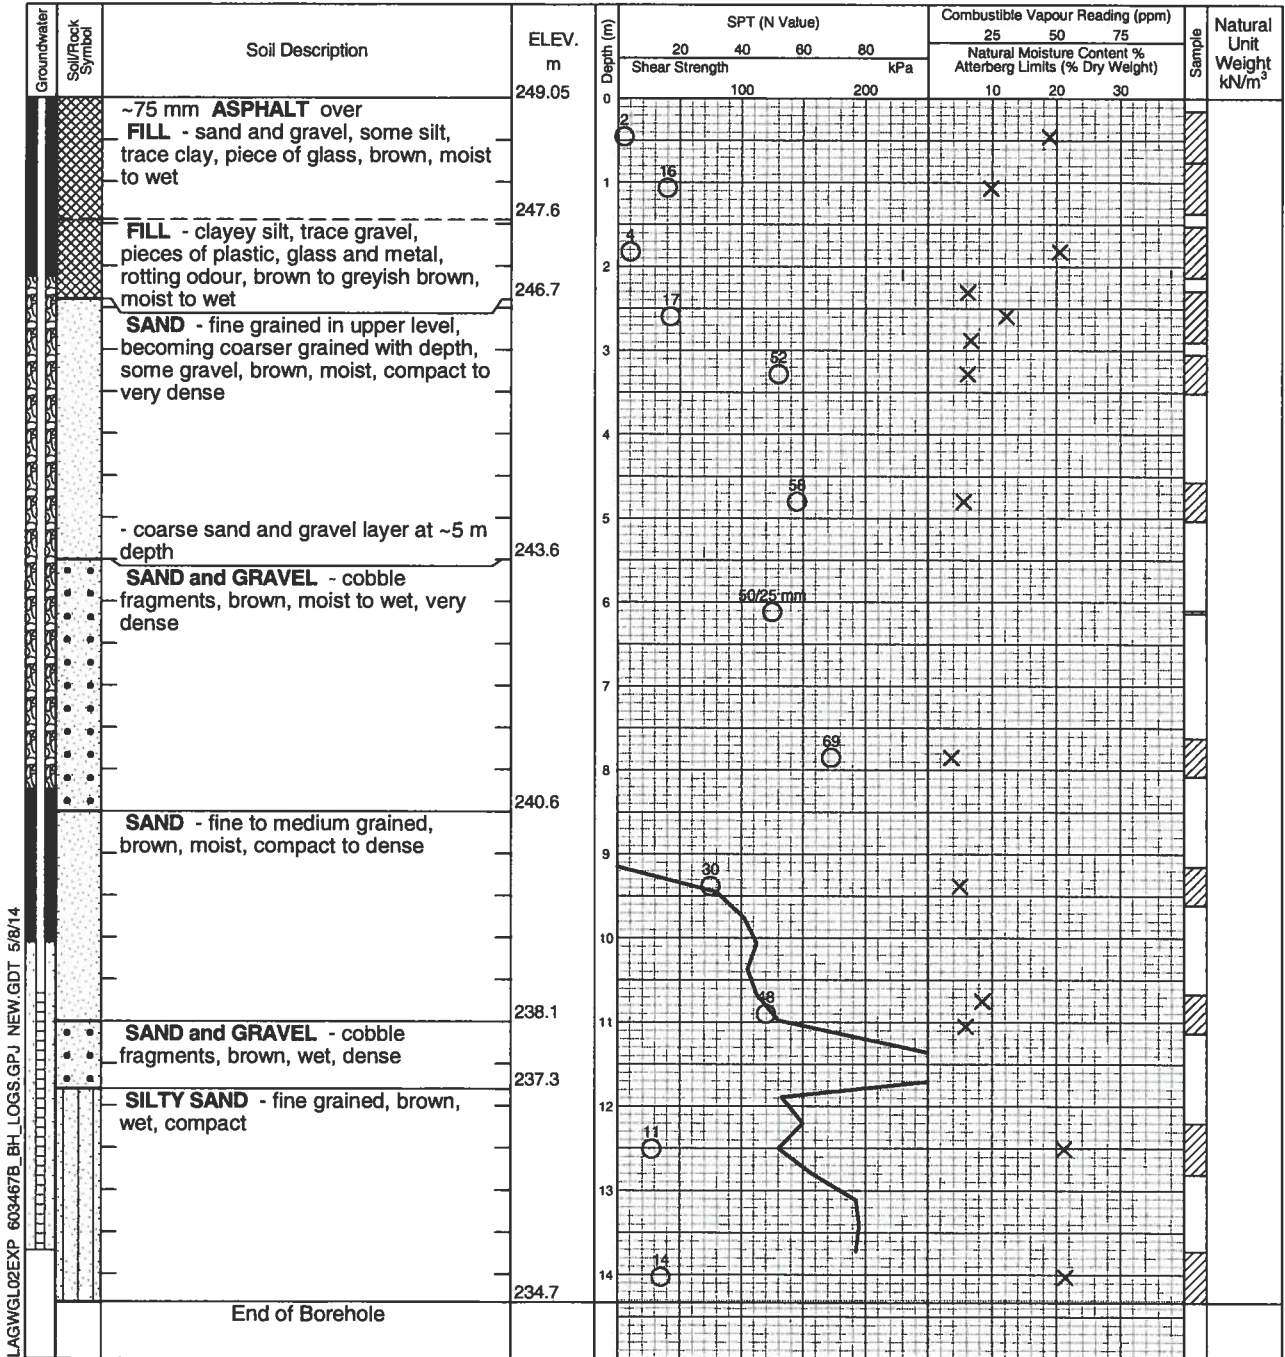 Groundwater
Soil/Rock
Symbol
Soil Description
ELEV.
m
249.05
Depth (m)
SPT (N Value)
20 40 60 80
Shear Strength kPa
100 200
Combustible Vapour Reading (ppm)
25 50 75
Natural Moisture Content %
Atterberg Limits (% Dry Weight)
10 20 30
Sample
Natural
Unit
Weight
kN/m³
~75 mm ASPHALT over
FILL - sand and gravel, some silt,
trace clay, piece of glass, brown, moist
to wet
247.6
FILL - clayey silt, trace gravel,
pieces of plastic, glass and metal,
rotting odour, brown to greyish brown,
moist to wet
246.7
SAND - fine grained in upper level,
becoming coarser grained with depth,
some gravel, brown, moist, compact to
very dense
- coarse sand and gravel layer at ~5 m
depth
243.6
SAND and GRAVEL - cobble
fragments, brown, moist to wet, very
dense
240.6
SAND - fine to medium grained,
brown, moist, compact to dense
238.1
SAND and GRAVEL - cobble
fragments, brown, wet, dense
237.3
SILTY SAND - fine grained, brown,
wet, compact
234.7
End of Borehole
0
2
1
16
4
2
17
3
52
4
58
5
50/25 mm
6
7
69
8
9
30
10
48
11
12
11
13
14
14
LAGWGL02EXP 603467B_BH_LOGS.GPJ NEW.GDT 5/8/14